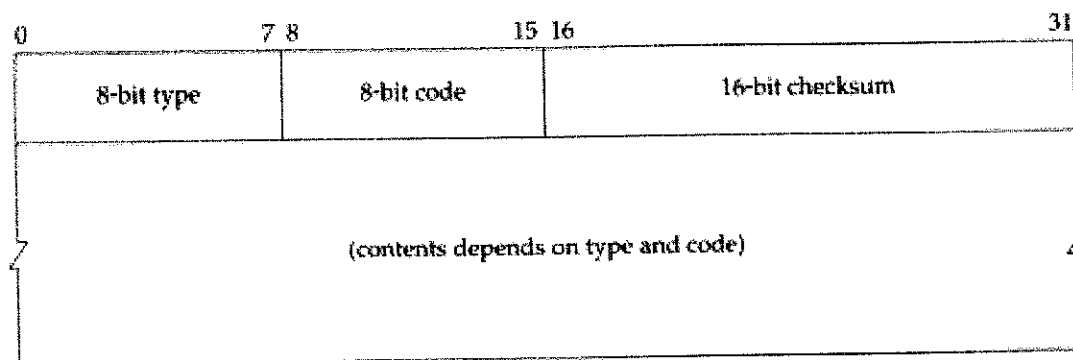 0 7 8 15 16 31
8-bit type 8-bit code 16-bit checksum
(contents depends on type and code)